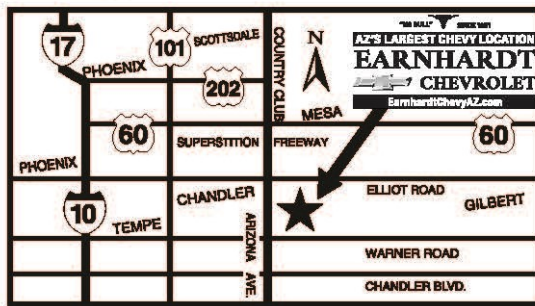 "NO BULL" SINCE 1951
AZ'S LARGEST CHEVY LOCATION
EARNHARDT
CHEVROLET
EarnhardtChevyAZ.com
N
17
101
SCOTTSDALE
COUNTRY CLUB
PHOENIX
202
MESA
60
SUPERSTITION FREEWAY
60
PHOENIX
CHANDLER
ELLIOT ROAD
GILBERT
10
TEMPE
ARIZONA AVE.
WARNER ROAD
CHANDLER BLVD.